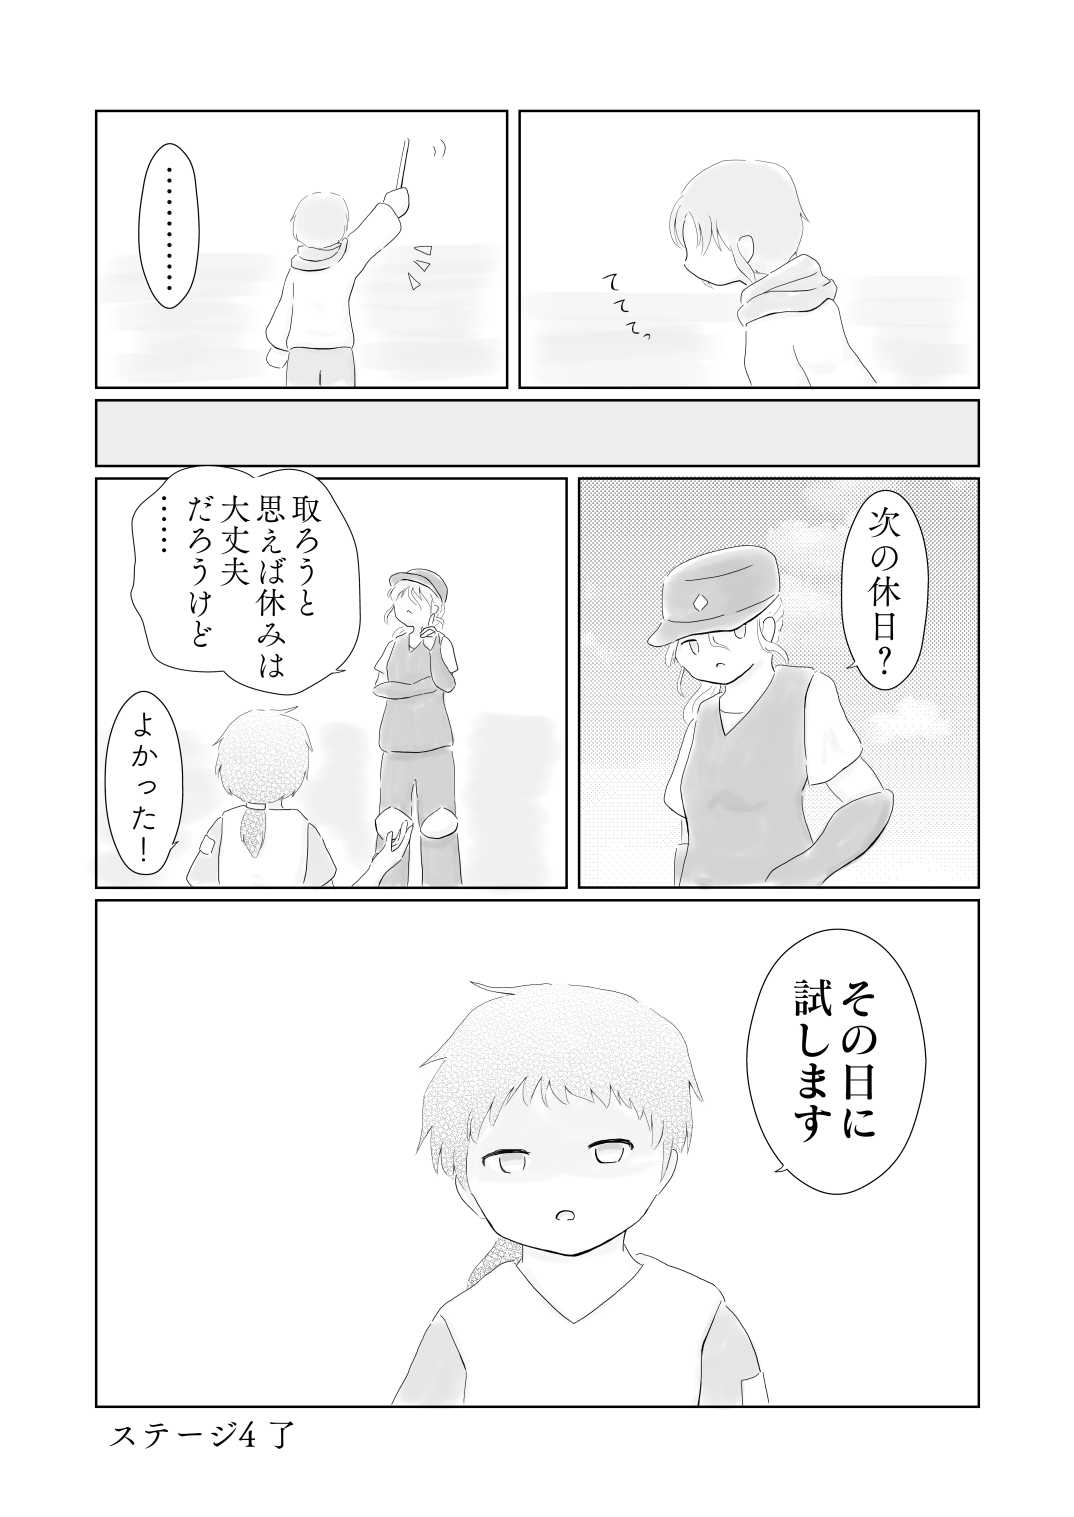 てててっ
…………
次の休日？
取ろうと
思えば休みは
大丈夫
だろうけど
……
よかった！
その日に
試します
ステージ4 了